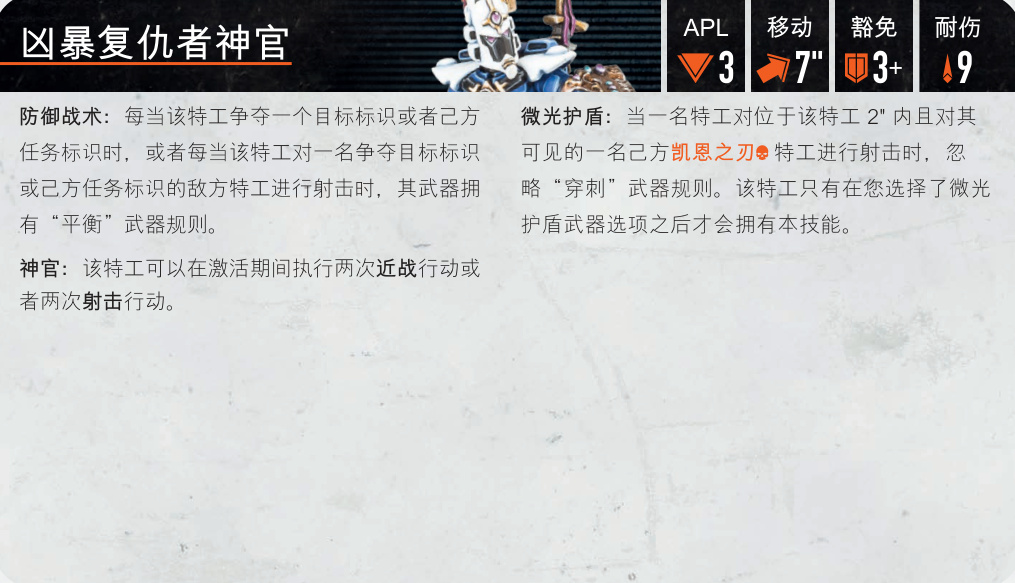 凶暴复仇者神官
APL 移动 豁免 耐伤
3 7" 3+ 9
防御战术：每当该特工争夺一个目标标识或者己方
任务标识时，或者每当该特工对一名争夺目标标识
或己方任务标识的敌方特工进行射击时，其武器拥
有“平衡”武器规则。
神官：该特工可以在激活期间执行两次近战行动或
者两次射击行动。
微光护盾：当一名特工对位于该特工 2" 内且对其
可见的一名己方凯恩之刃特工进行射击时，忽
略“穿刺”武器规则。该特工只有在您选择了微光
护盾武器选项之后才会拥有本技能。